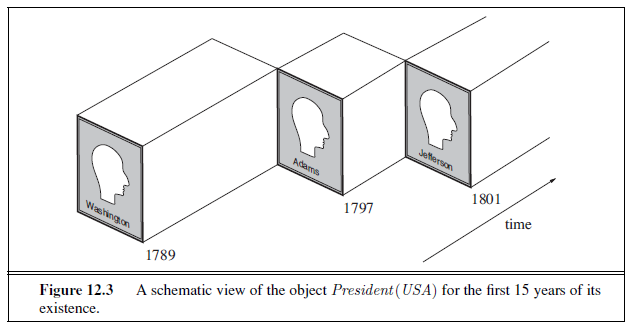 Washington
Adams
Jefferson
1789
1797
1801
time
Figure 12.3 A schematic view of the object President(USA) for the first 15 years of its
existence.